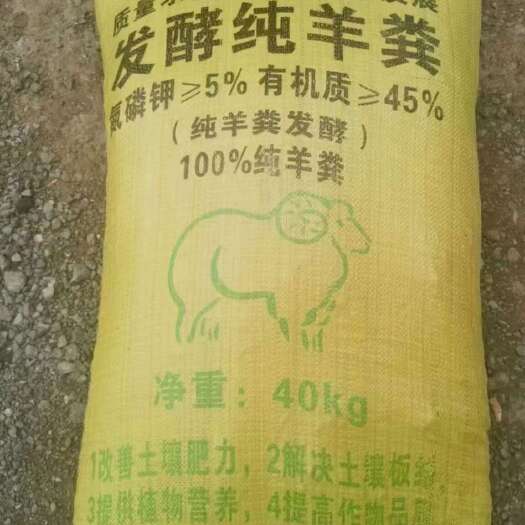 质量
发酵纯羊粪
氮磷钾≥5% 有机质≥45%
(纯羊粪发酵)
100%纯羊粪
净重: 40kg
1改善土壤肥力, 2解决土壤板结
3提供植物营养, 4提高作物品